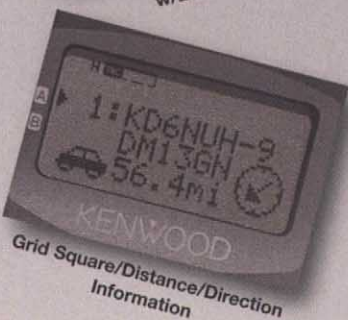 H
A
B
1:KD6NUH-9
DM13GN
56.4mi
KENWOOD
Grid Square/Distance/Direction
Information